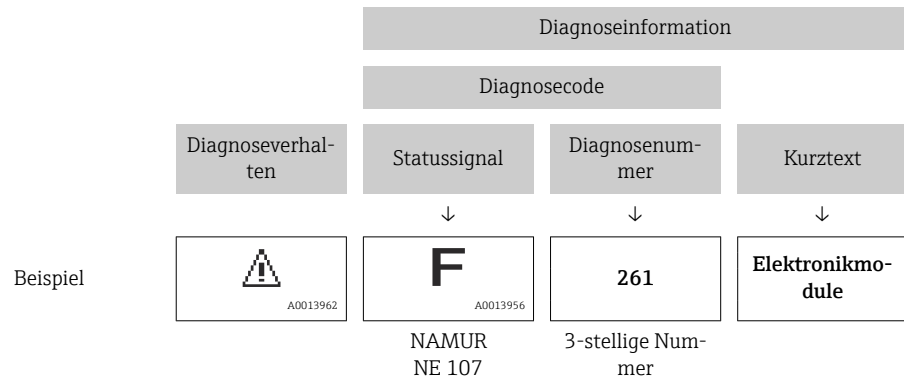 Diagnoseinformation
Diagnosecode
Diagnoseverhal-
ten
Statussignal
Diagnosenum-
mer
Kurztext
↓ ↓ ↓
Beispiel
A0013962
F
A0013956
261
Elektronikmo-
dule
NAMUR
NE 107
3-stellige Num-
mer